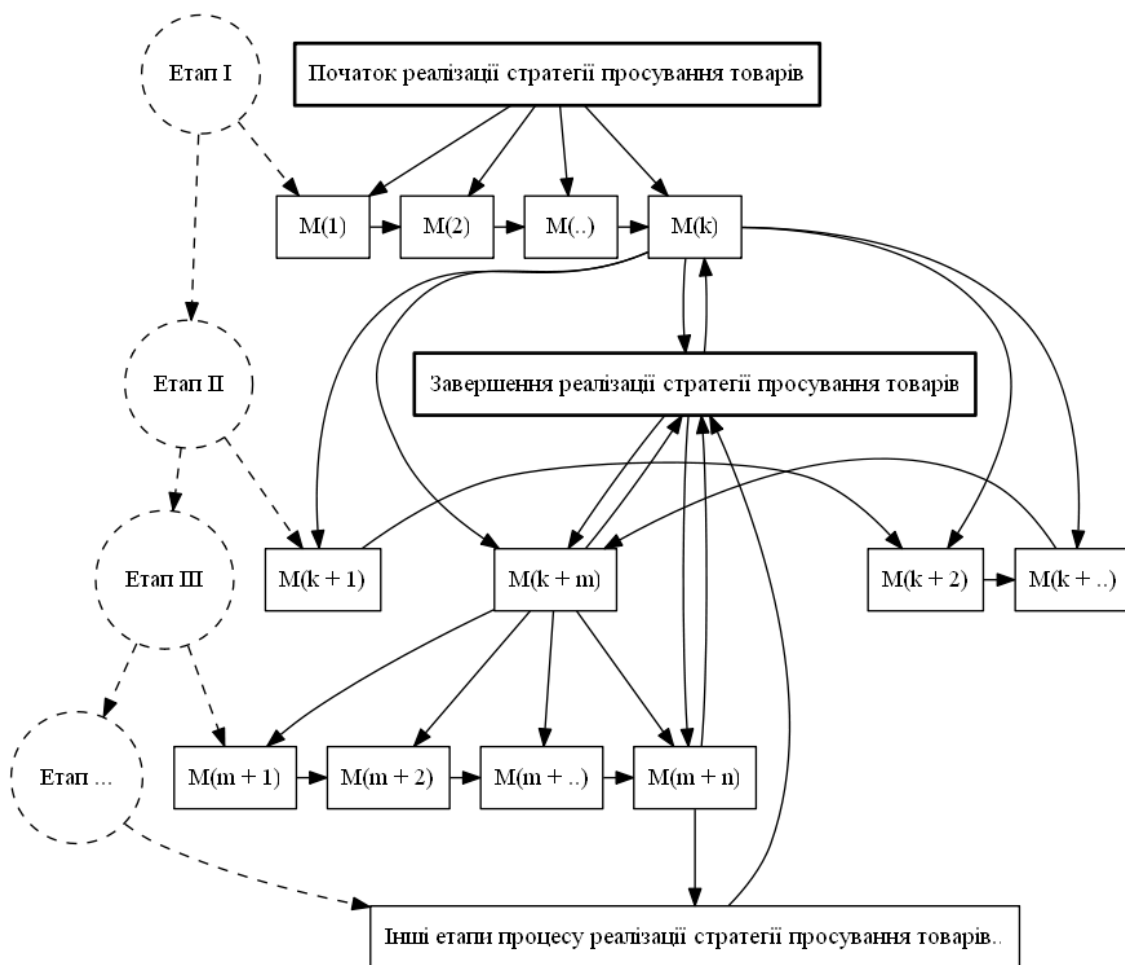 Етап I
Початок реалізації стратегії просування товарів
М(1)
М(2)
М(..)
М(k)
Етап II
Завершення реалізації стратегії просування товарів
Етап III
М(k + 1)
М(k + m)
М(k + 2)
М(k + ..)
Етап ...
М(m + 1)
М(m + 2)
М(m + ..)
М(m + n)
Інші етапи процесу реалізації стратегії просування товарів..